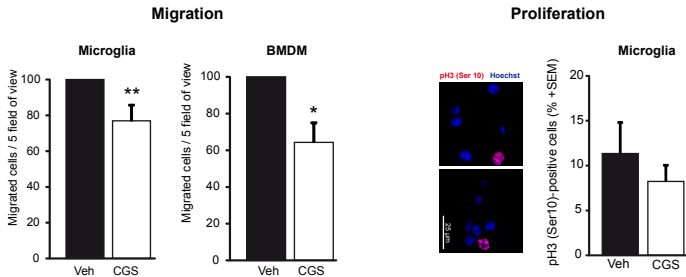 Migration
Proliferation
Microglia
BMDM
Microglia
pH3 (Ser 10) Hoechst
Migrated cells / 5 field of view
100
80
60
40
20
0
**
Veh CGS
Migrated cells / 5 field of view
100
80
60
40
20
0
*
Veh CGS
25 µm
pH3 (Ser10)-positive cells (% +SEM)
20
15
10
5
0
Veh CGS